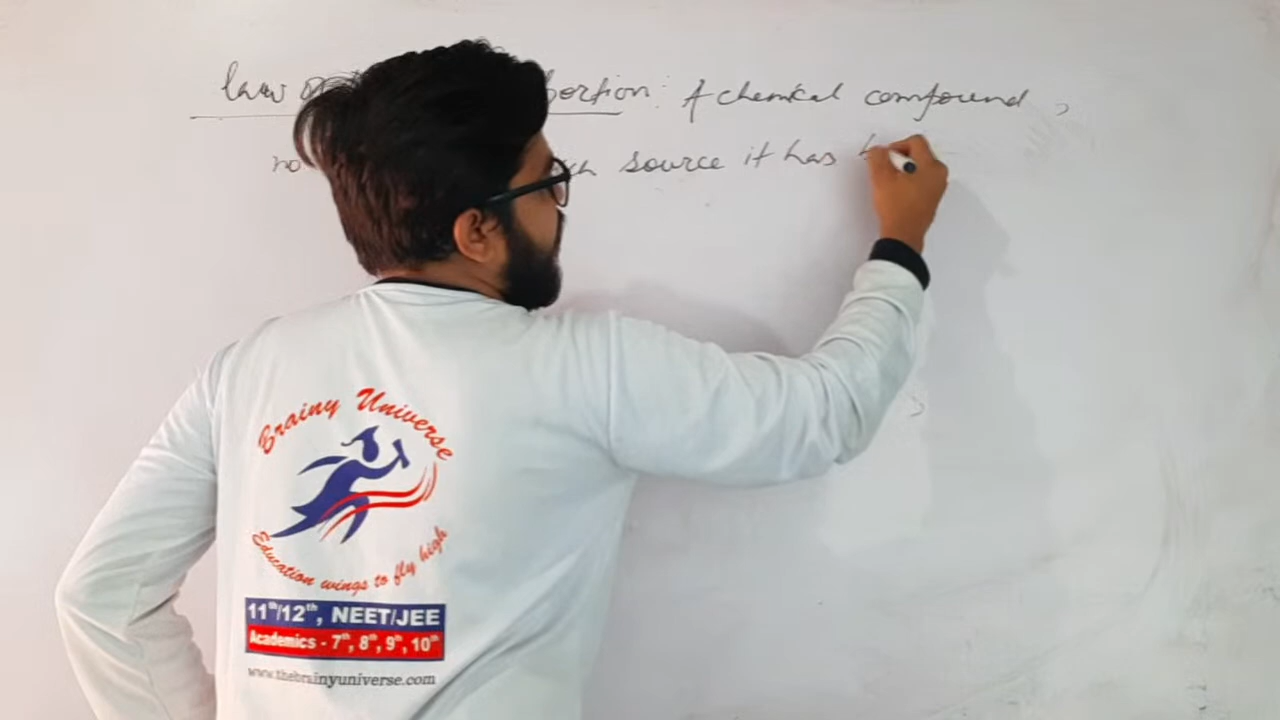 law portion: A chemical compound,
source it has
Brainy Universe
Education wings to fly high
11th/12th, NEET/JEE
Academics - 7th, 8th, 9th, 10th
www.thebrainyuniverse.com